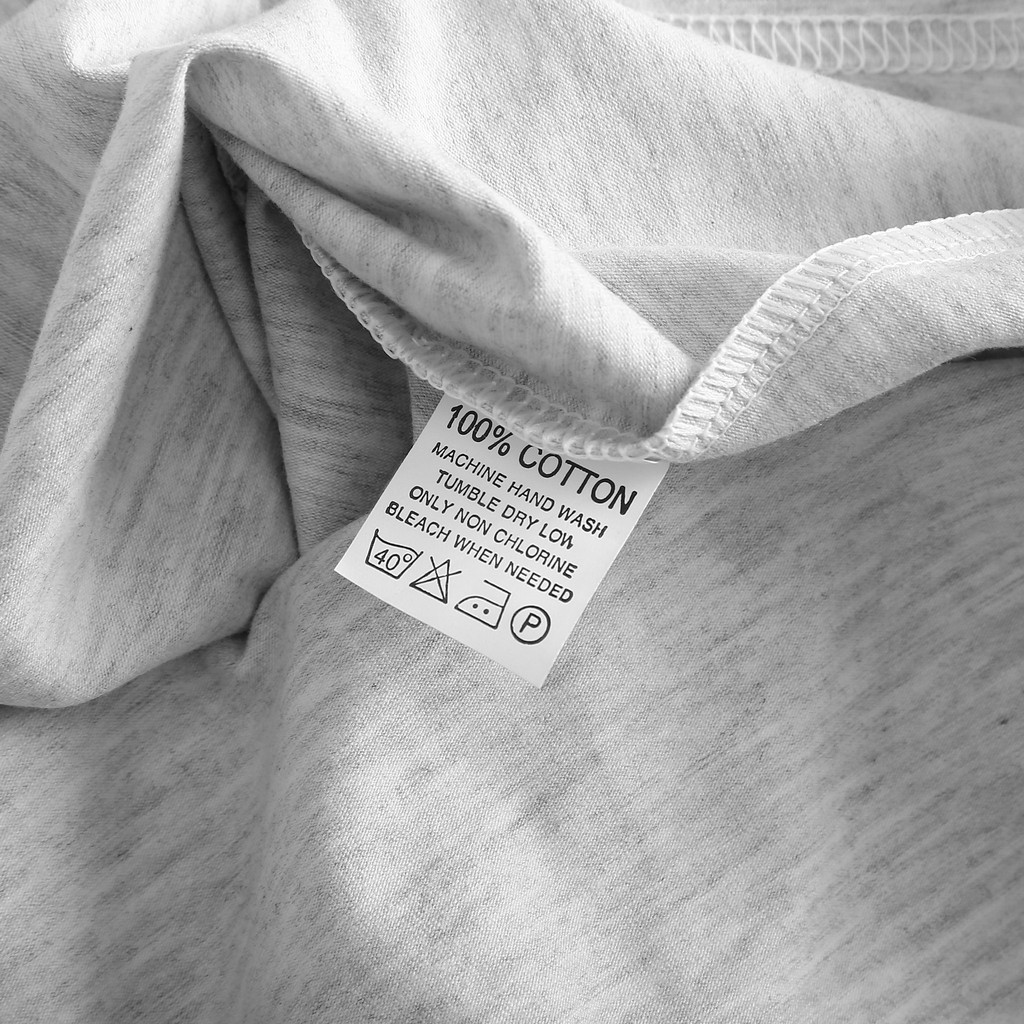 100% COTTON
MACHINE HAND WASH
TUMBLE DRY LOW
ONLY NON CHLORINE
BLEACH WHEN NEEDED
40° P